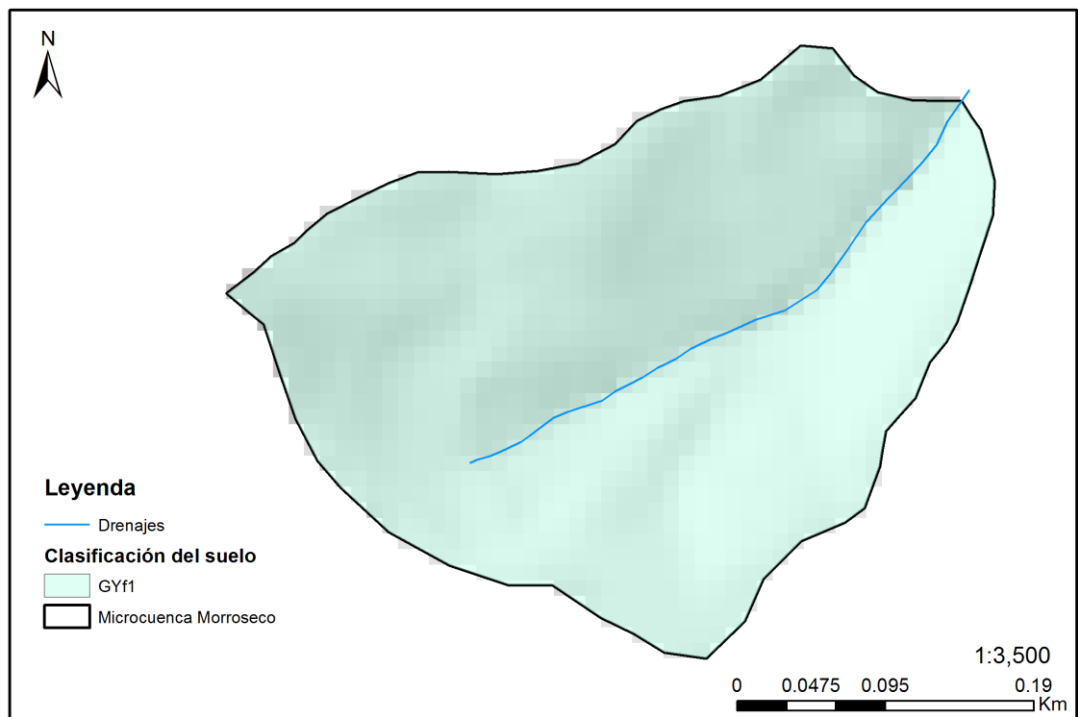 N
Leyenda
Drenajes
Clasificación del suelo
GYf1
Microcuenca Morroseco
1:3,500
0 0.0475 0.095 0.19
Km